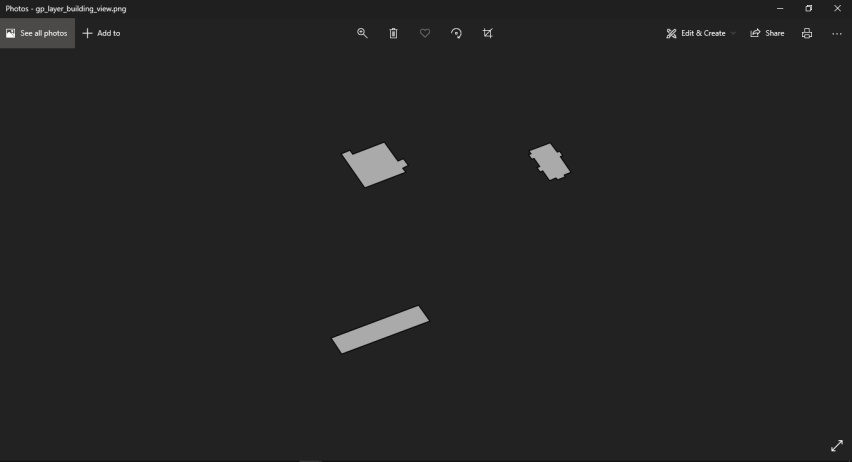 Photos - gp_layer_building_view.png
See all photos
Add to
Edit & Create
Share